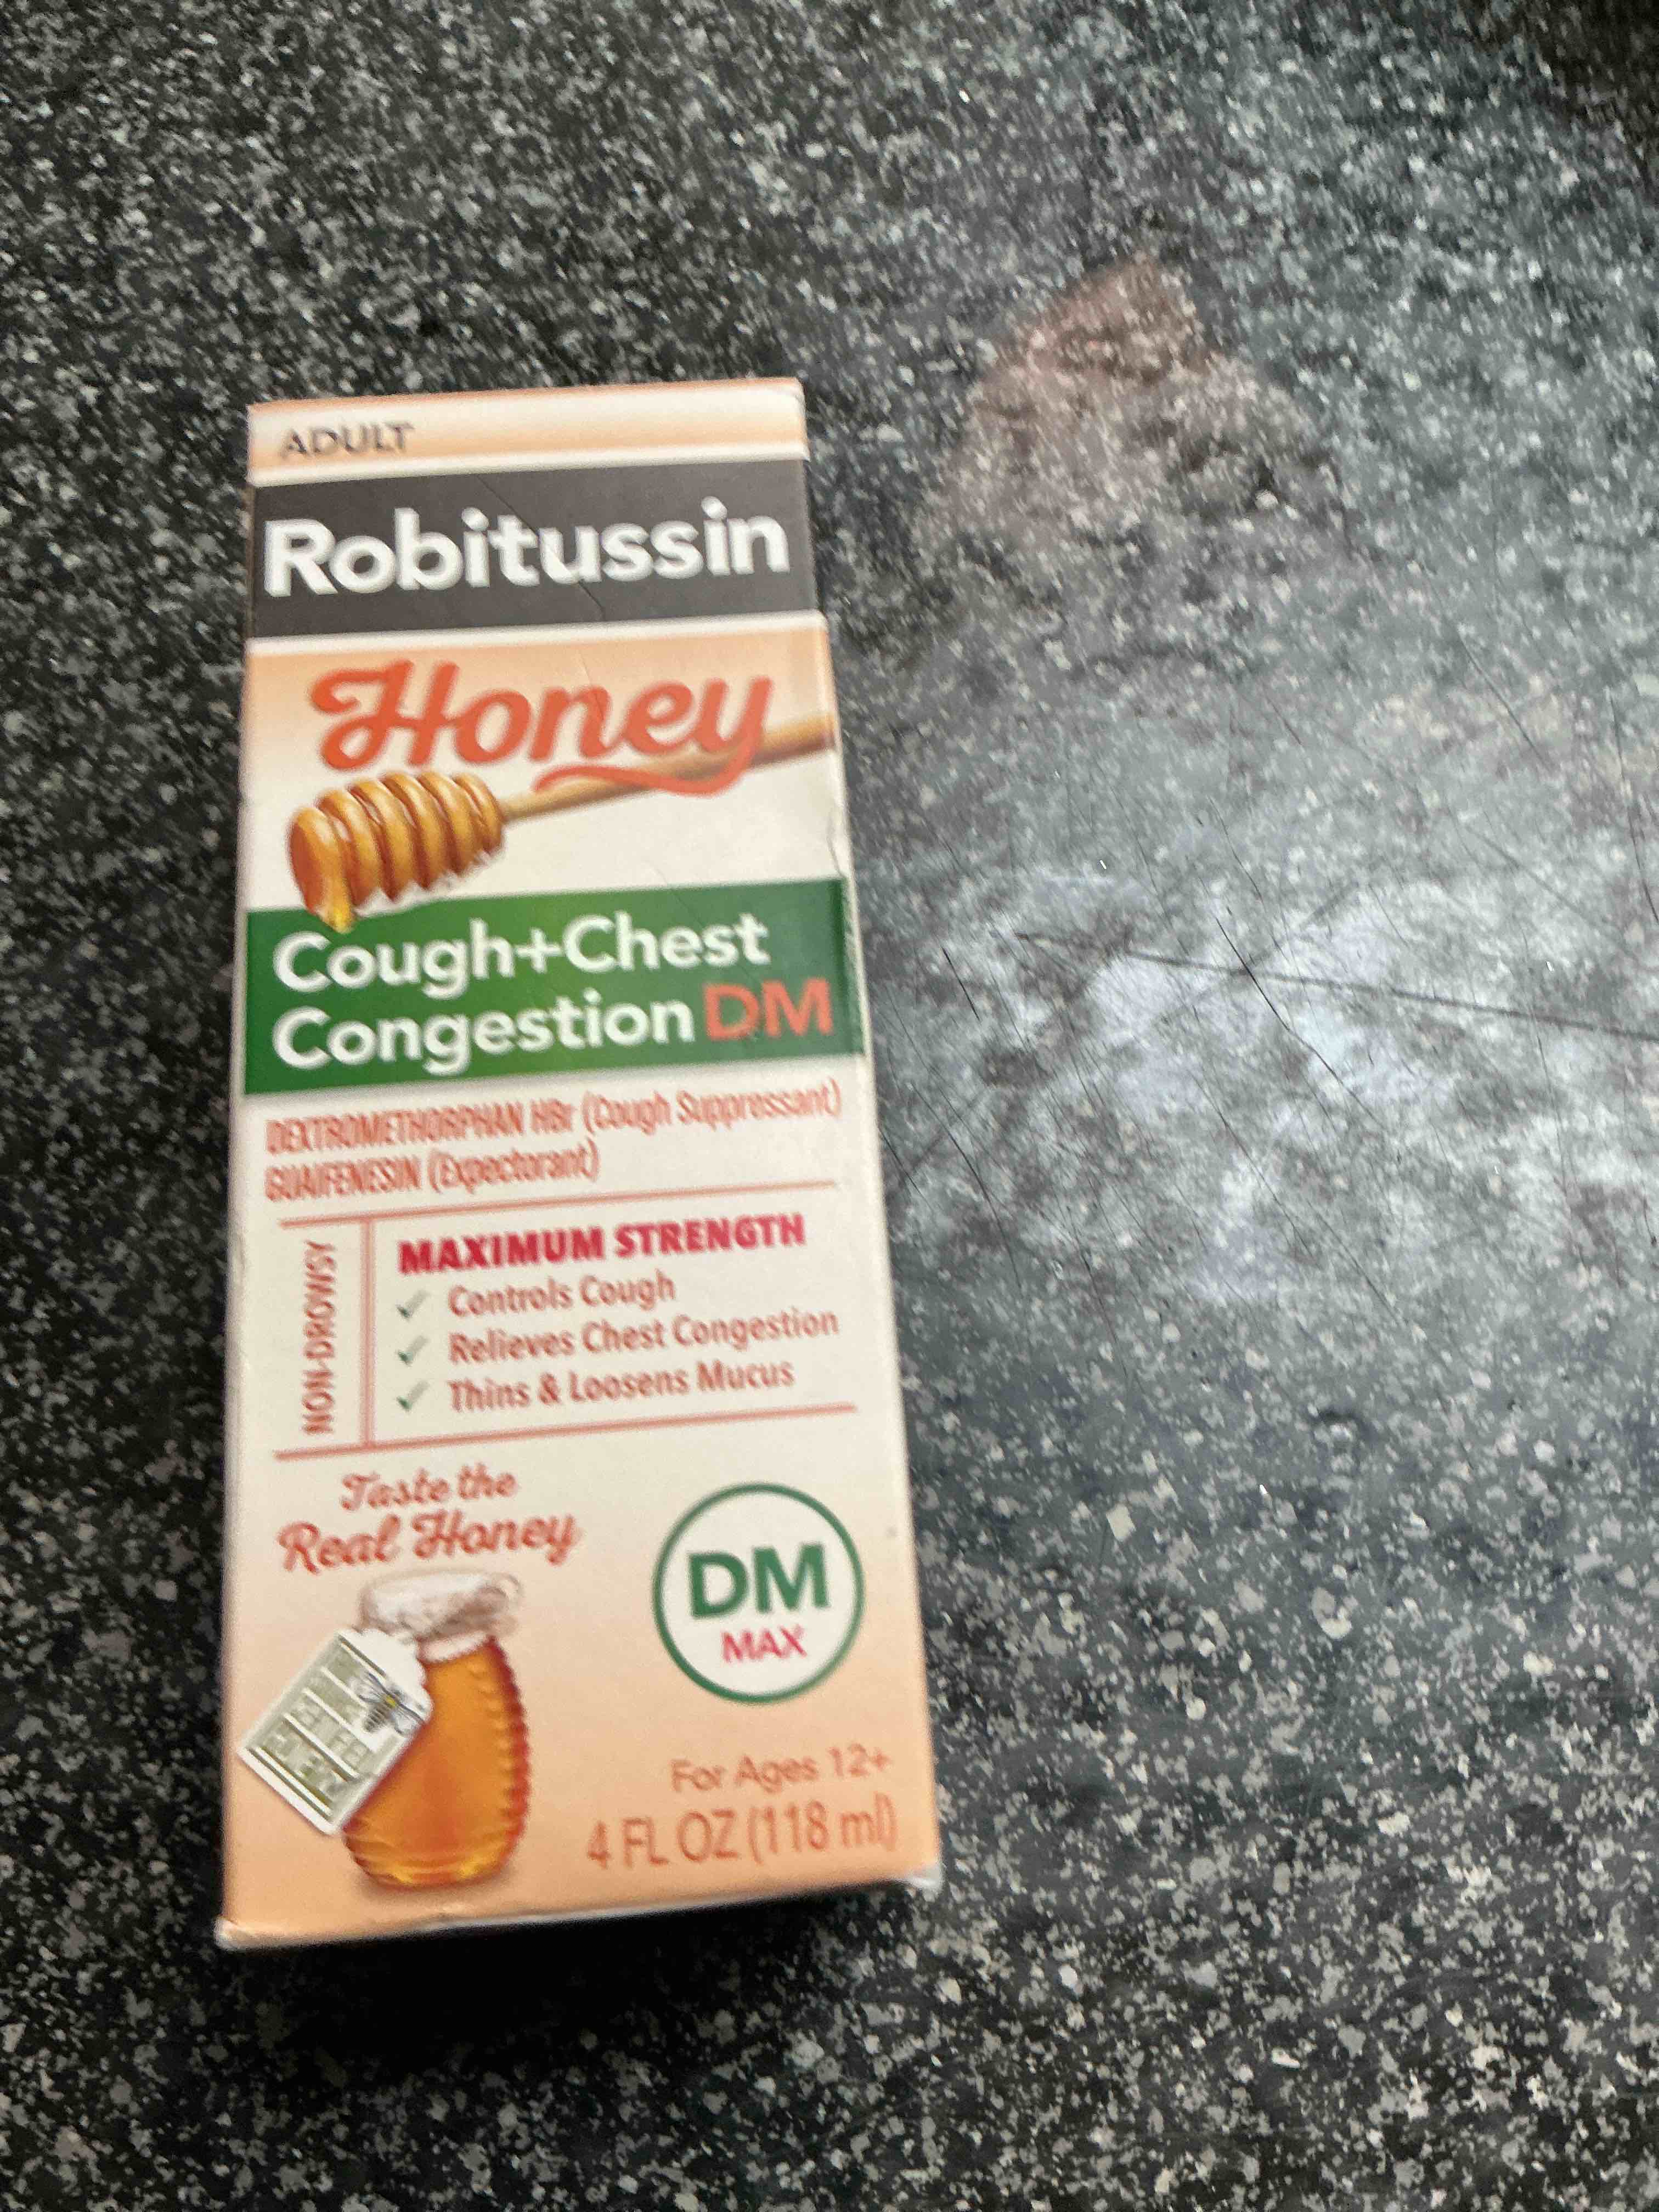 ADULT
Robitussin
Honey
Cough+Chest
Congestion DM
DEXTROMETHORPHAN HBr (Cough Suppressant)
GUAIFENESIN (Expectorant)
NON-DROWSY
MAXIMUM STRENGTH
✓ Controls Cough
✓ Relieves Chest Congestion
✓ Thins & Loosens Mucus
Taste the
Real Honey
DM
MAX
For Ages 12+
4 FL OZ (118 ml)